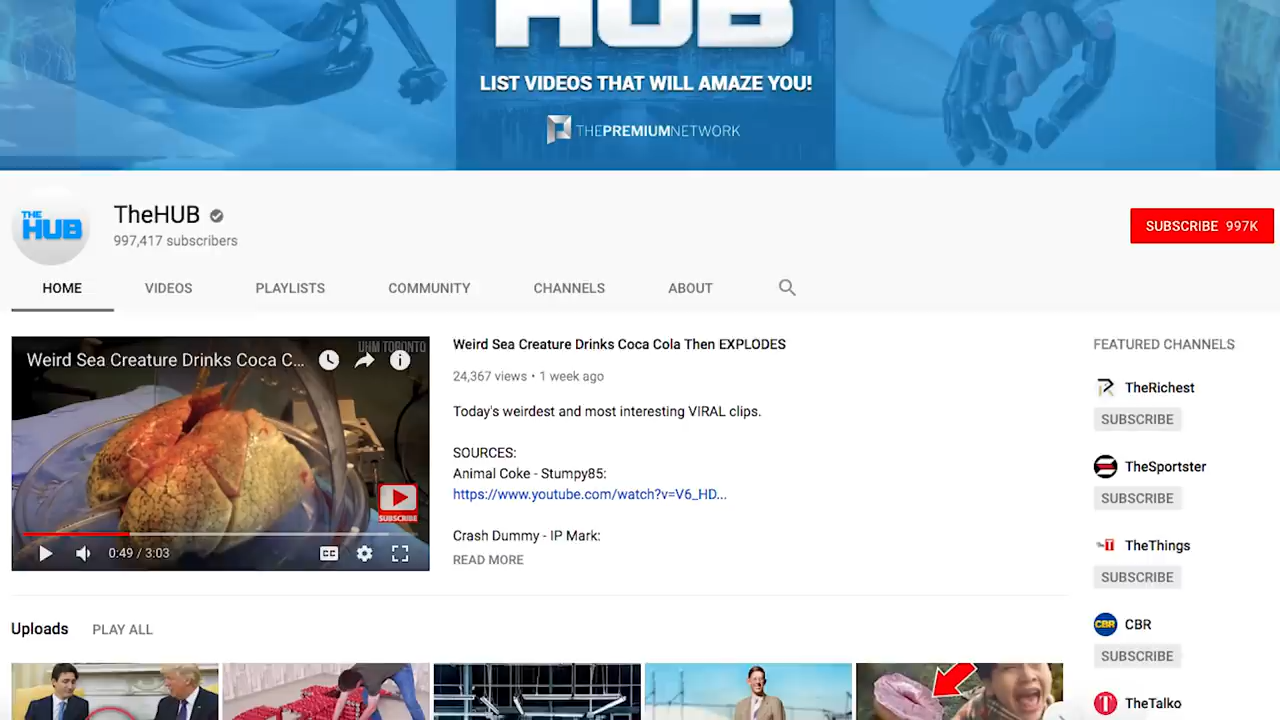 HUB
LIST VIDEOS THAT WILL AMAZE YOU!
THEPREMIUMNETWORK
THE
HUB
TheHUB
997,417 subscribers
SUBSCRIBE 997K
HOME
VIDEOS
PLAYLISTS
COMMUNITY
CHANNELS
ABOUT
UHM TORONTO
Weird Sea Creature Drinks Coca C...
SUBSCRIBE
0:49 / 3:03
CC
Weird Sea Creature Drinks Coca Cola Then EXPLODES
24,367 views • 1 week ago
Today's weirdest and most interesting VIRAL clips.
SOURCES:
Animal Coke - Stumpy85:
https://www.youtube.com/watch?v=V6_HD...
Crash Dummy - IP Mark:
READ MORE
FEATURED CHANNELS
TheRichest
SUBSCRIBE
TheSportster
SUBSCRIBE
TheThings
SUBSCRIBE
CBR
CBR
SUBSCRIBE
TheTalko
Uploads
PLAY ALL